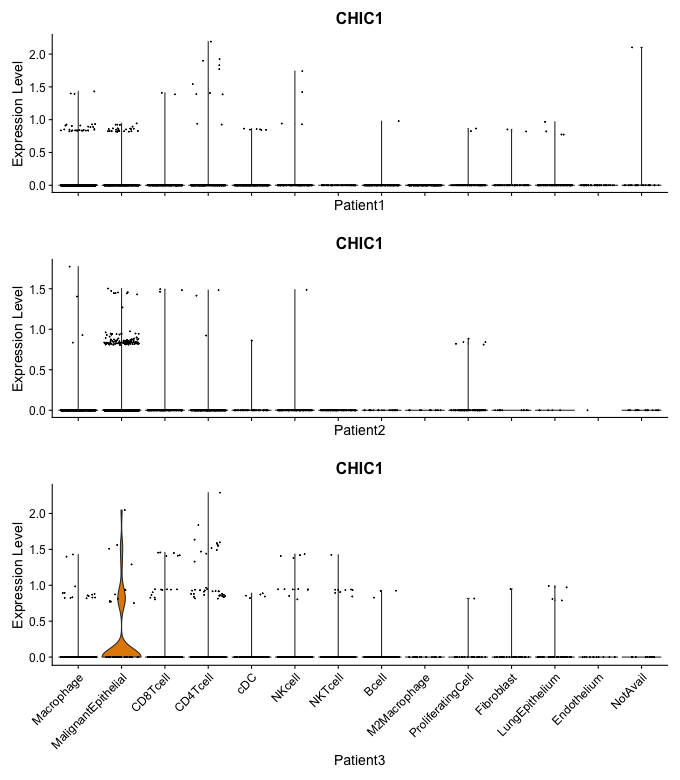 CHIC1
Expression Level
2.0
1.5
1.0
0.5
0.0
Patient1
CHIC1
Expression Level
1.5
1.0
0.5
0.0
Patient2
CHIC1
Expression Level
2.0
1.5
1.0
0.5
0.0
Macrophage
MalignantEpithelial
CD8Tcell
CD4Tcell
cDC
NKcell
NKTcell
Bcell
M2Macrophage
ProliferatingCell
Fibroblast
LungEpithelium
Endothelium
NotAvail
Patient3